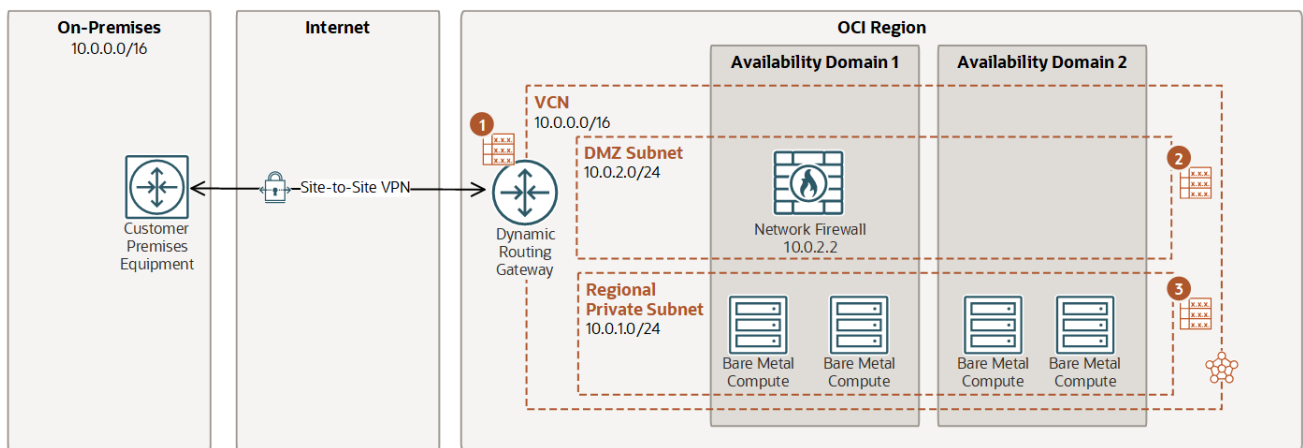 On-Premises
10.0.0.0/16
Internet
OCI Region
Availability Domain 1
Availability Domain 2
1
VCN
10.0.0.0/16
DMZ Subnet
10.0.2.0/24
2
Site-to-Site VPN
Customer
Premises
Equipment
Dynamic
Routing
Gateway
Network Firewall
10.0.2.2
Regional
Private Subnet
10.0.1.0/24
3
Bare Metal
Compute
Bare Metal
Compute
Bare Metal
Compute
Bare Metal
Compute